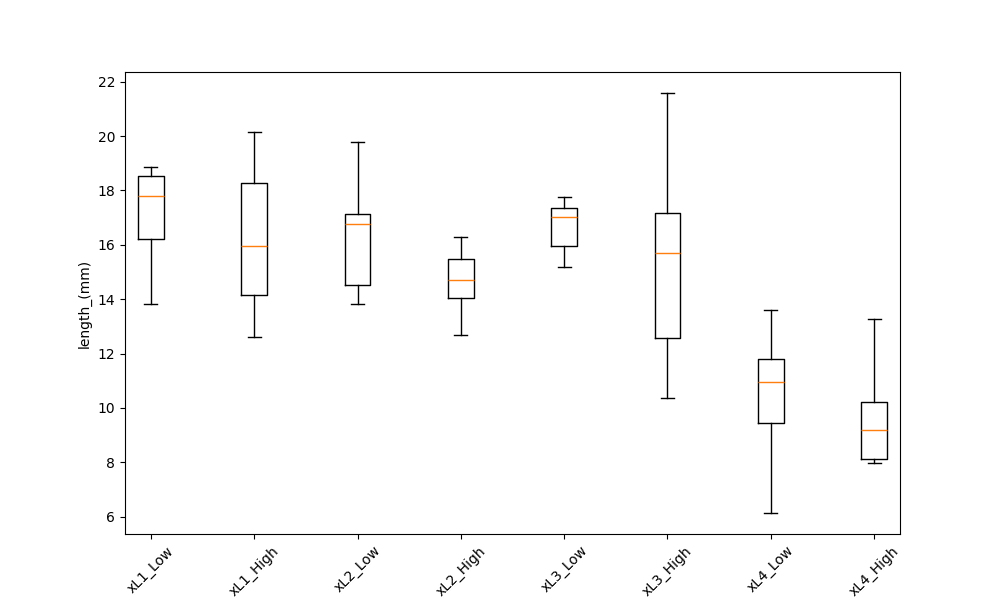 22
20
18
16
14
12
10
8
6
length_(mm)
xL1_Low
xL1_High
xL2_Low
xL2_High
xL3_Low
xL3_High
xL4_Low
xL4_High